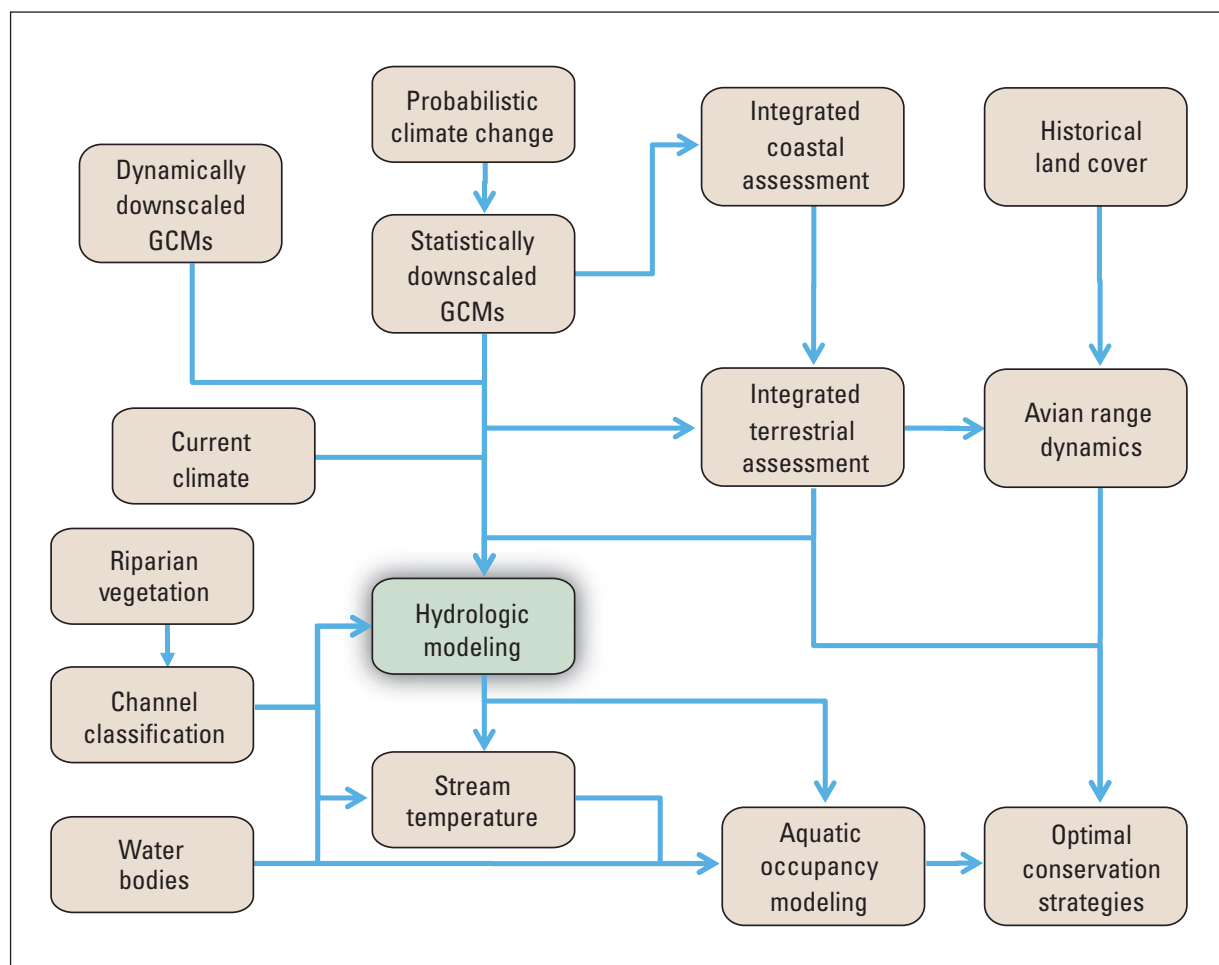 Probabilistic
climate change
Integrated
coastal
assessment
Historical
land cover
Dynamically
downscaled
GCMs
Statistically
downscaled
GCMs
Integrated
terrestrial
assessment
Avian range
dynamics
Current
climate
Riparian
vegetation
Hydrologic
modeling
Channel
classification
Stream
temperature
Water
bodies
Aquatic
occupancy
modeling
Optimal
conservation
strategies